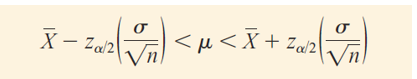 X̄ − z_{α/2}(σ/√n) < μ < X̄ + z_{α/2}(σ/√n)